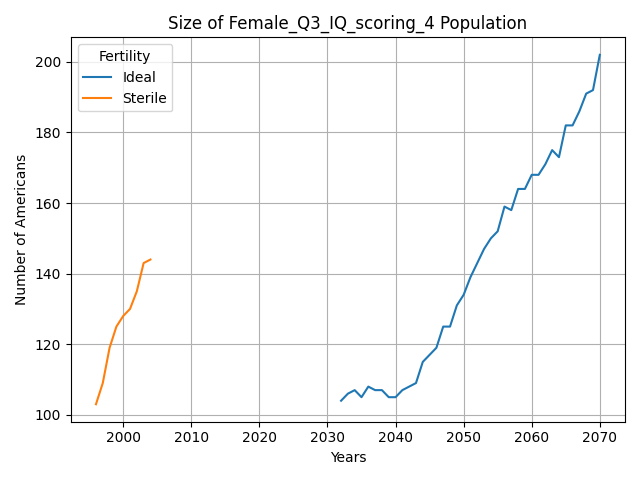 Size of Female_Q3_IQ_scoring_4 Population
Fertility
Ideal
Sterile
Number of Americans
200
180
160
140
120
100
2000
2010
2020
2030
2040
2050
2060
2070
Years